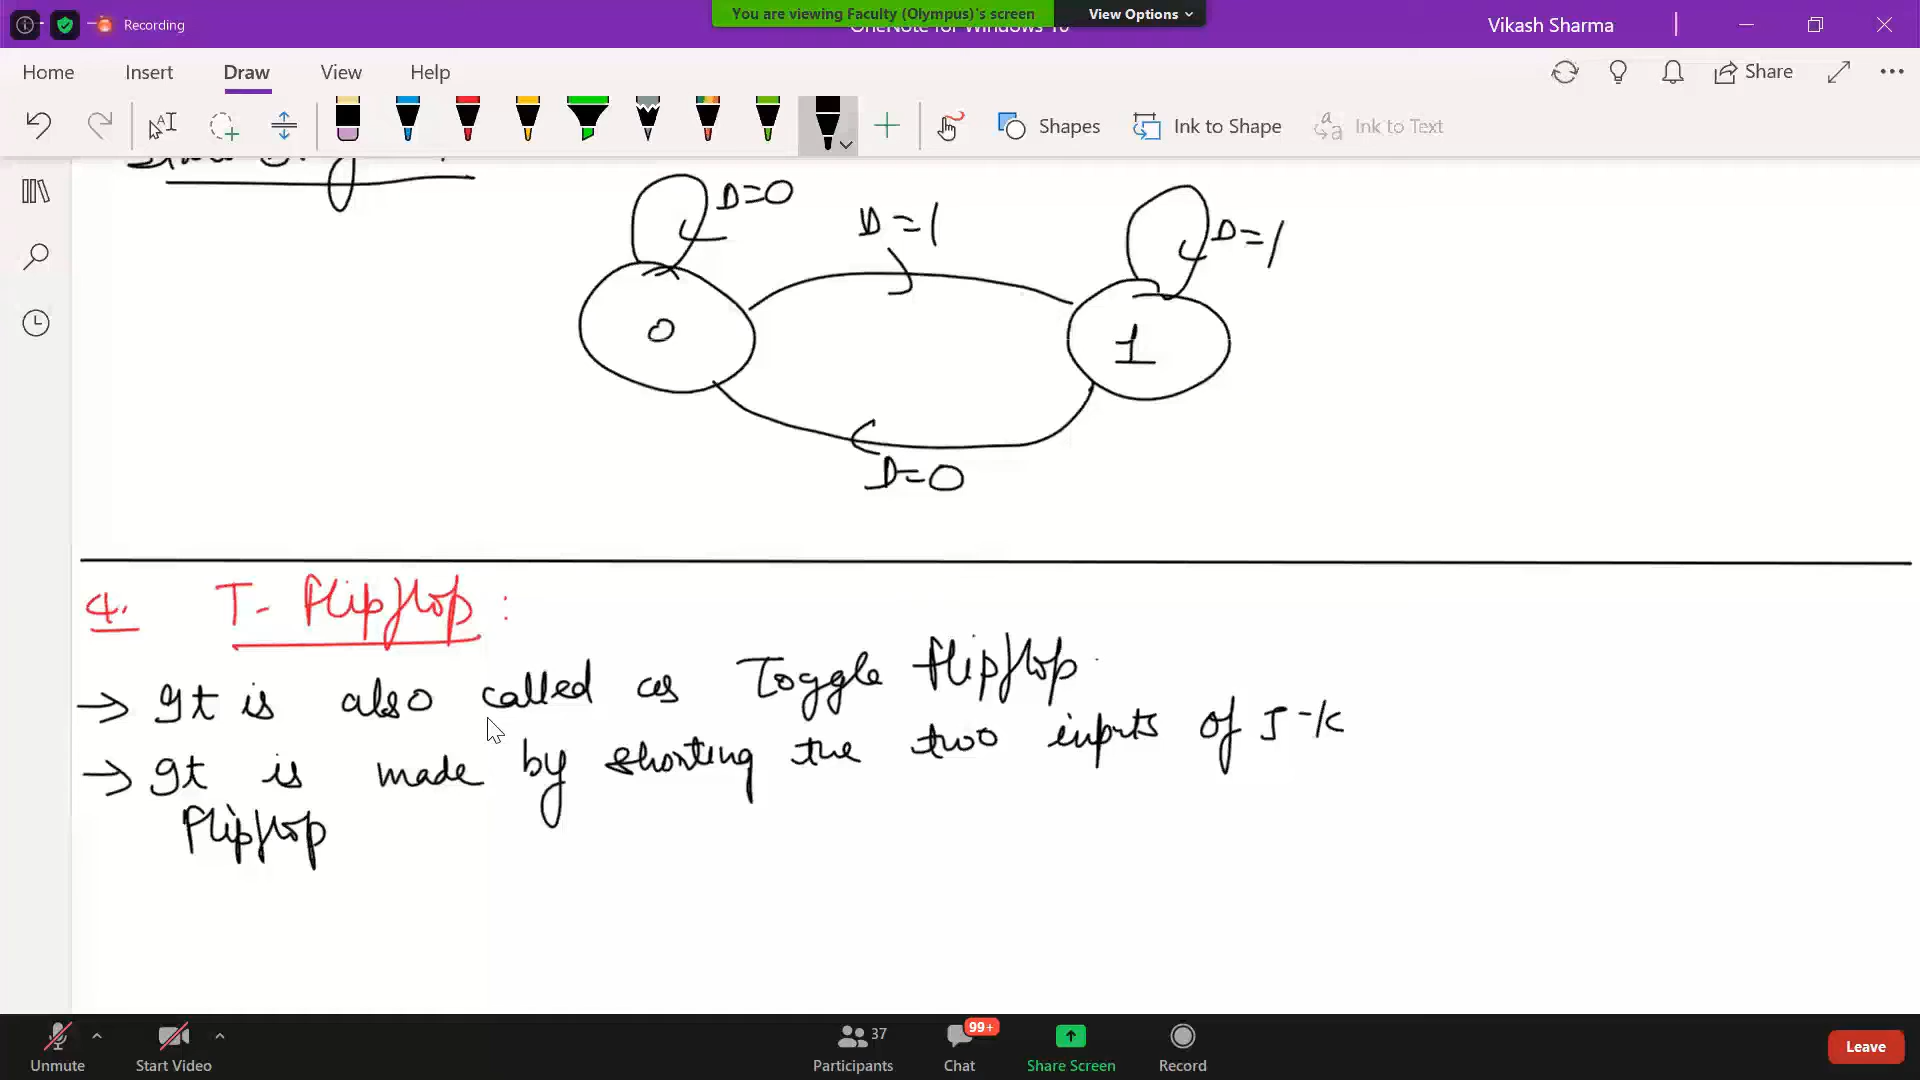 You are viewing Faculty (Olympus)'s screen
View Options
Recording
Vikash Sharma
Home Insert Draw View Help
Share
Shapes
Ink to Shape
Ink to Text
D=0
D=1
D=1
0
1
D=0
4. T- Flipflop :
→ It is also called as Toggle flipflop.
→ It is made by shorting the two inputs of J-K
Flipflop
Unmute
Start Video
37
Participants
99+
Chat
Share Screen
Record
Leave